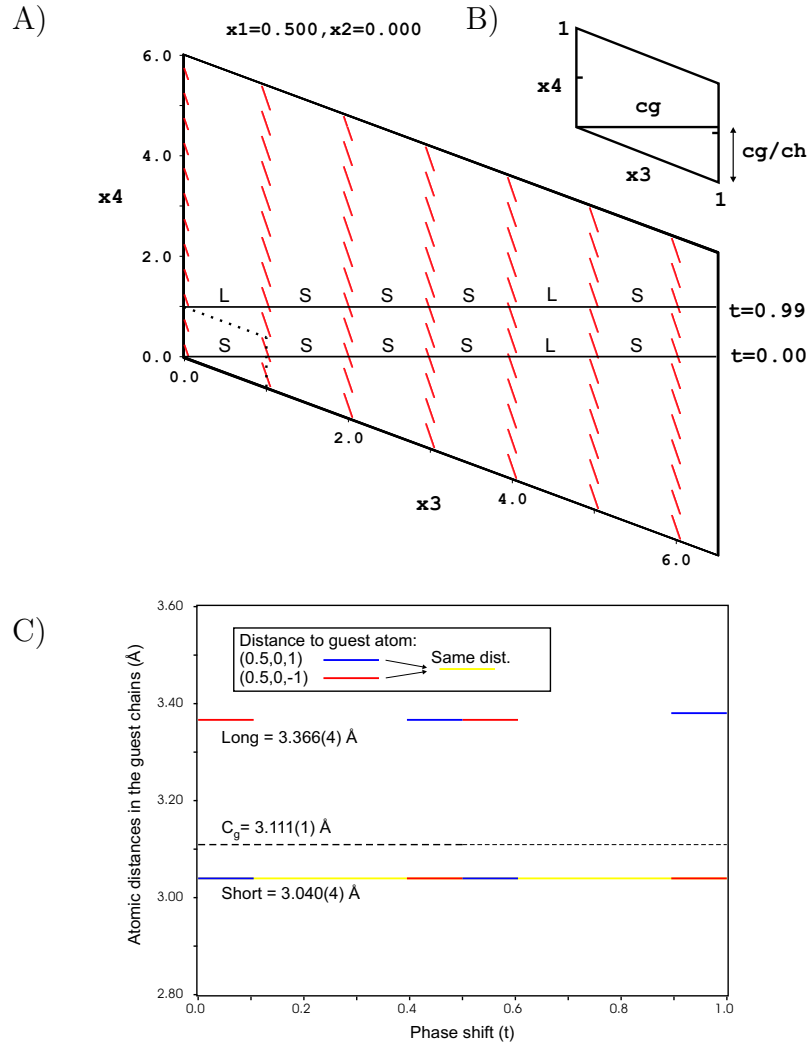 A)
x1=0.500,x2=0.000
B)
6.0
4.0
x4
2.0
0.0
L S S S L S
t=0.99
S S S S L S
t=0.00
0.0
2.0
4.0
6.0
x3
1
x4
cg
cg/ch
x3
1
C)
Atomic distances in the guest chains (Å)
3.60
3.40
3.20
3.00
2.80
Distance to guest atom:
(0.5,0,1)
(0.5,0,-1)
Same dist.
Long = 3.366(4) Å
Cg= 3.111(1) Å
Short = 3.040(4) Å
0.0 0.2 0.4 0.6 0.8 1.0
Phase shift (t)